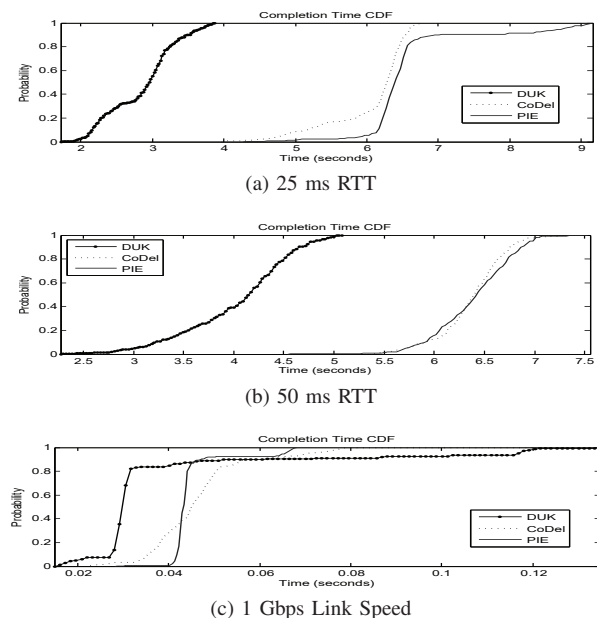 Completion Time CDF
1
0.8
0.6
0.4
0.2
0
Probability
DUK
CoDel
PIE
2 3 4 5 6 7 8 9
Time (seconds)
(a) 25 ms RTT
Completion Time CDF
1
0.8
0.6
0.4
0.2
0
Probability
DUK
CoDel
PIE
2.5 3 3.5 4 4.5 5 5.5 6 6.5 7 7.5
Time (seconds)
(b) 50 ms RTT
Completion Time CDF
1
0.8
0.6
0.4
0.2
0
Probability
DUK
CoDel
PIE
0.02 0.04 0.06 0.08 0.1 0.12
Time (seconds)
(c) 1 Gbps Link Speed